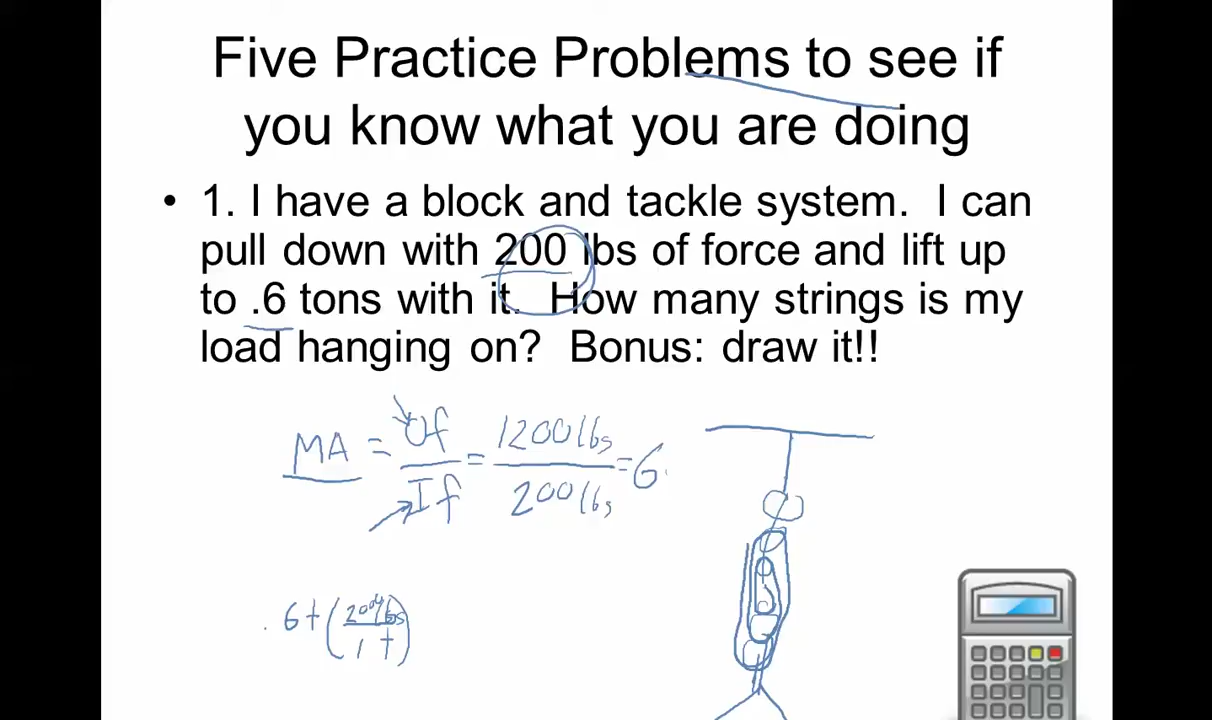 Five Practice Problems to see if
you know what you are doing
• 1. I have a block and tackle system. I can
pull down with 200 lbs of force and lift up
to .6 tons with it. How many strings is my
load hanging on? Bonus: draw it!!
MA = Of / If = 1200 lbs / 200 lbs = 6
.6 t (2000 lbs / 1 t)